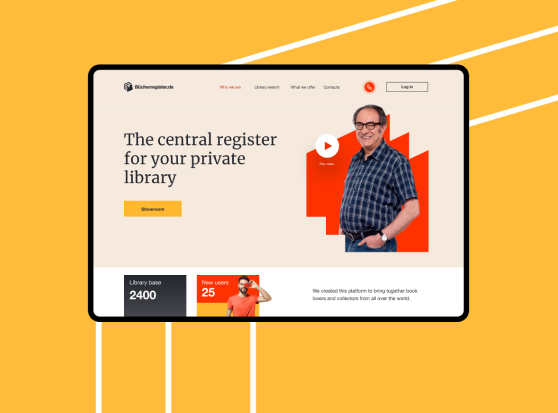 Bücherregister.de
Who we are
Library search
What we offer
Contacts
Log in
The central register
for your private
library
Play video
Showroom
Library base
2400
New users
25
We created this platform to bring together book
lovers and collectors from all over the world.